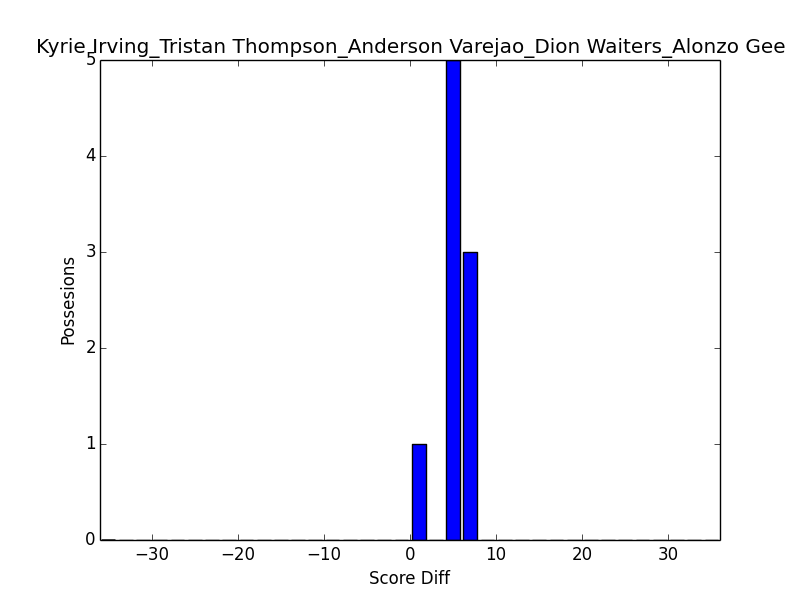 Kyrie Irving_Tristan Thompson_Anderson Varejao_Dion Waiters_Alonzo Gee
5
4
3
2
1
0
Possesions
−30 −20 −10 0 10 20 30
Score Diff